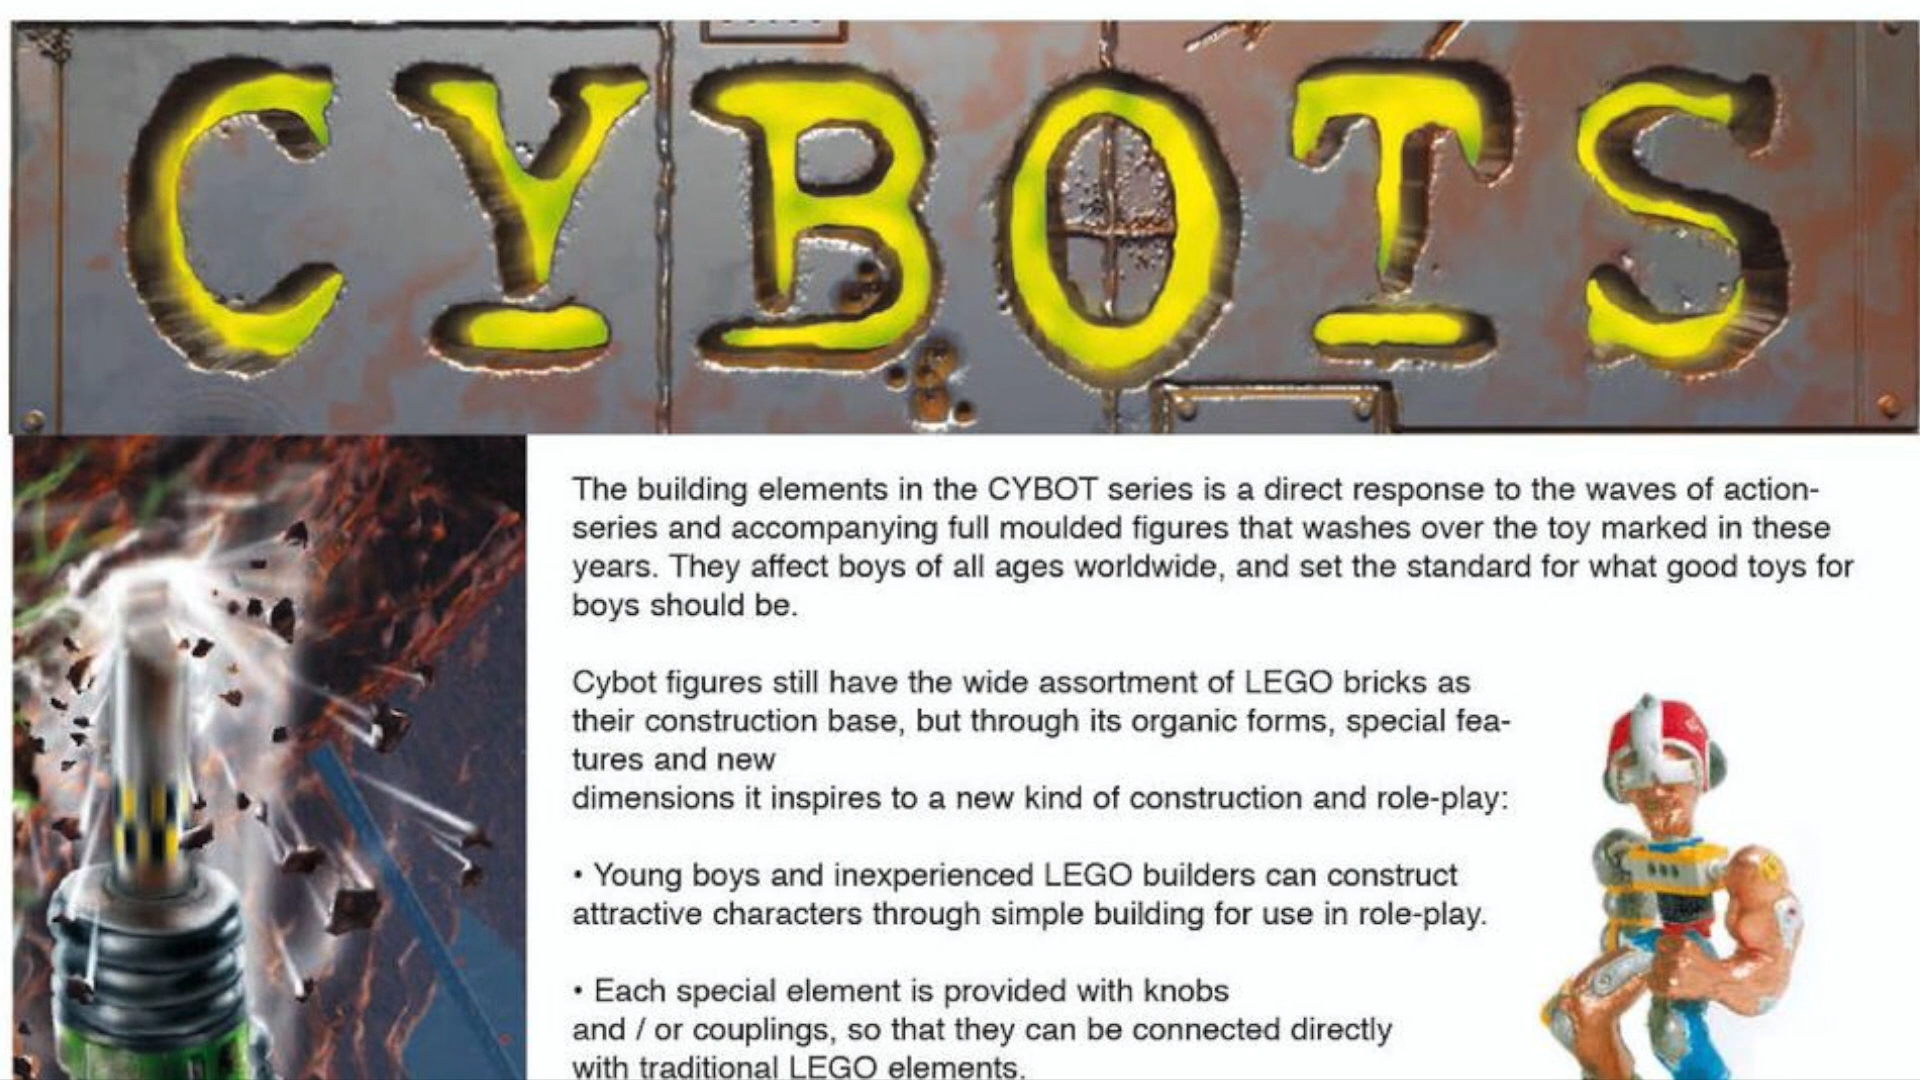 CYBOTS
The building elements in the CYBOT series is a direct response to the waves of action-
series and accompanying full moulded figures that washes over the toy marked in these
years. They affect boys of all ages worldwide, and set the standard for what good toys for
boys should be.
Cybot figures still have the wide assortment of LEGO bricks as
their construction base, but through its organic forms, special fea-
tures and new
dimensions it inspires to a new kind of construction and role-play:
• Young boys and inexperienced LEGO builders can construct
attractive characters through simple building for use in role-play.
• Each special element is provided with knobs
and / or couplings, so that they can be connected directly
with traditional LEGO elements.